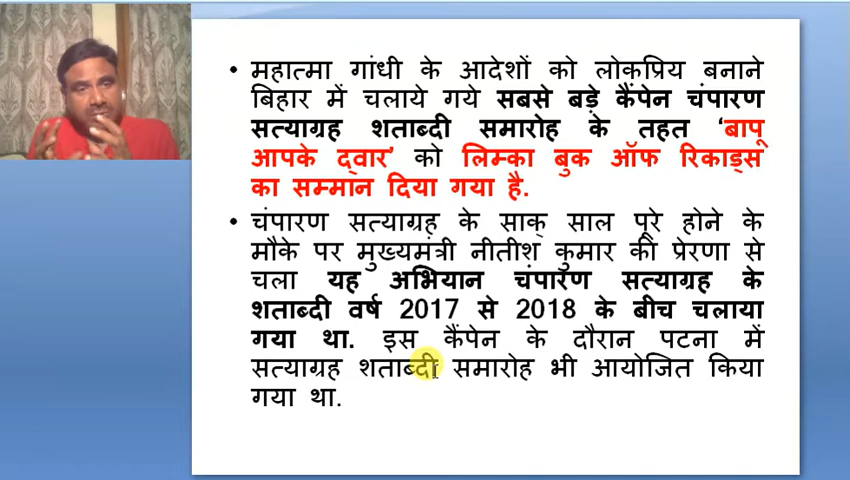 • महात्मा गांधी के आदेशों को लोकप्रिय बनाने
बिहार में चलाये गये सबसे बड़े कैंपेन चंपारण
सत्याग्रह शताब्दी समारोह के तहत ‘बापू
आपके द्वार’ को लिम्का बुक ऑफ रिकाड्स
का सम्मान दिया गया है.
• चंपारण सत्याग्रह के साक् साल पूरे होने के
मौके पर मुख्यमंत्री नीतीश कुमार की प्रेरणा से
चला यह अभियान चंपारण सत्याग्रह के
शताब्दी वर्ष 2017 से 2018 के बीच चलाया
गया था. इस कैंपेन के दौरान पटना में
सत्याग्रह शताब्दी समारोह भी आयोजित किया
गया था.